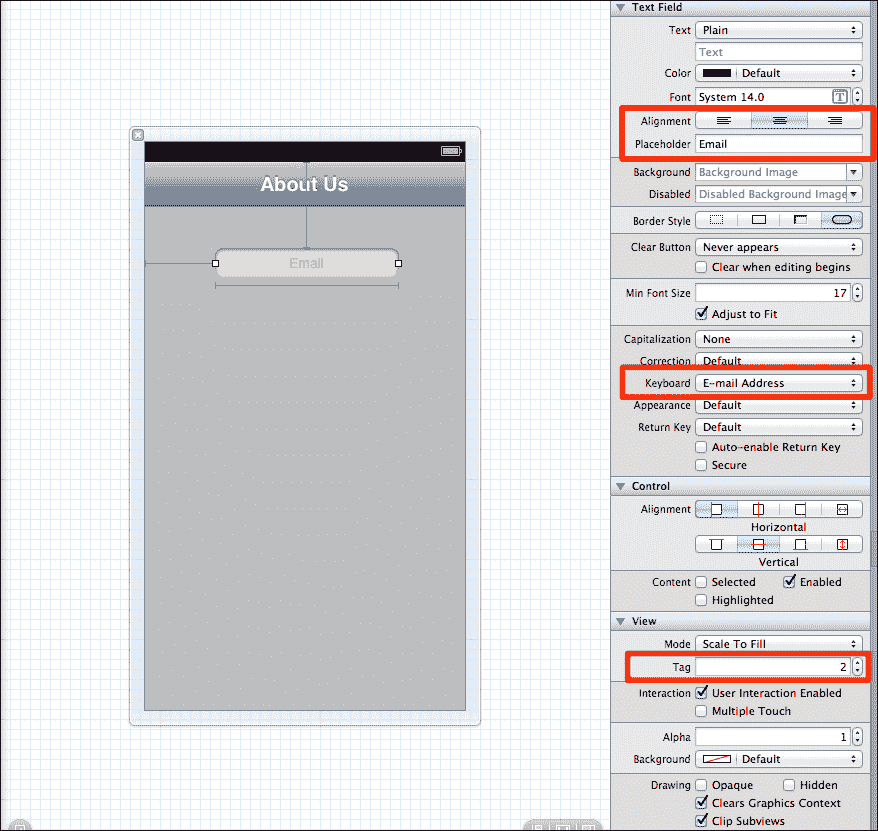 About Us
Email
Text Field
Text Plain
Text
Color Default
Font System 14.0 T
Alignment
Placeholder Email
Background Background Image
Disabled Disabled Background Image
Border Style
Clear Button Never appears
Clear when editing begins
Min Font Size 17
Adjust to Fit
Capitalization None
Correction Default
Keyboard E-mail Address
Appearance Default
Return Key Default
Auto-enable Return Key
Secure
Control
Alignment
Horizontal
Vertical
Content Selected Enabled
Highlighted
View
Mode Scale To Fill
Tag 2
Interaction User Interaction Enabled
Multiple Touch
Alpha 1
Background Default
Drawing Opaque Hidden
Clears Graphics Context
Clip Subviews